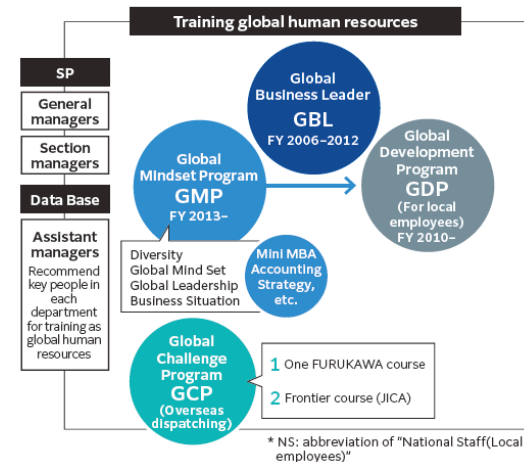 Training global human resources
SP
General
managers
Section
managers
Data Base
Assistant
managers
Recommend
key people in
each
department
for training as
global human
resources
Global
Business Leader
GBL
FY 2006–2012
Global
Mindset Program
GMP
FY 2013–
Global
Development
Program
GDP
(For local
employees)
FY 2010–
Diversity
Global Mind Set
Global Leadership
Business Situation
Mini MBA
Accounting
Strategy,
etc.
Global
Challenge
Program
GCP
(Overseas
dispatching)
1 One FURUKAWA course
2 Frontier course (JICA)
* NS: abbreviation of “National Staff(Local
employees)”